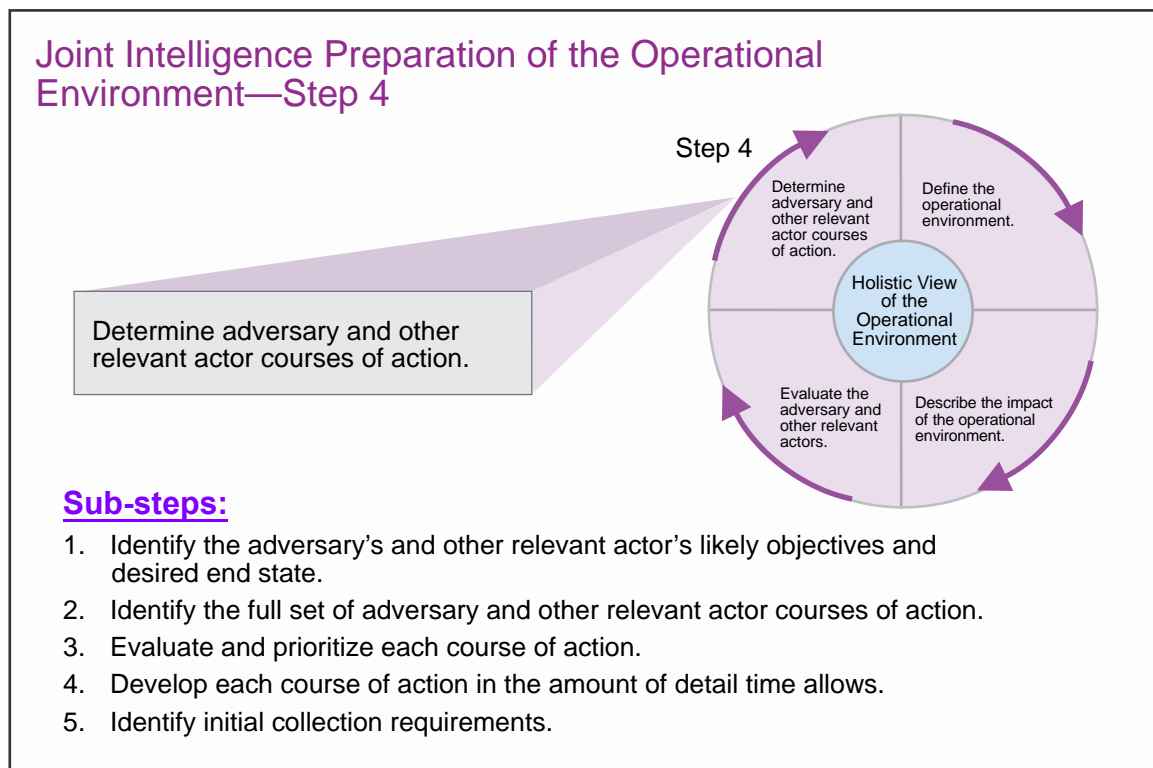 Joint Intelligence Preparation of the Operational
Environment—Step 4
Step 4
Determine
adversary and
other relevant
actor courses
of action.
Define the
operational
environment.
Holistic View
of the
Operational
Environment
Determine adversary and other
relevant actor courses of action.
Evaluate the
adversary and
other relevant
actors.
Describe the impact
of the operational
environment.
Sub-steps:
1. Identify the adversary’s and other relevant actor’s likely objectives and
desired end state.
2. Identify the full set of adversary and other relevant actor courses of action.
3. Evaluate and prioritize each course of action.
4. Develop each course of action in the amount of detail time allows.
5. Identify initial collection requirements.